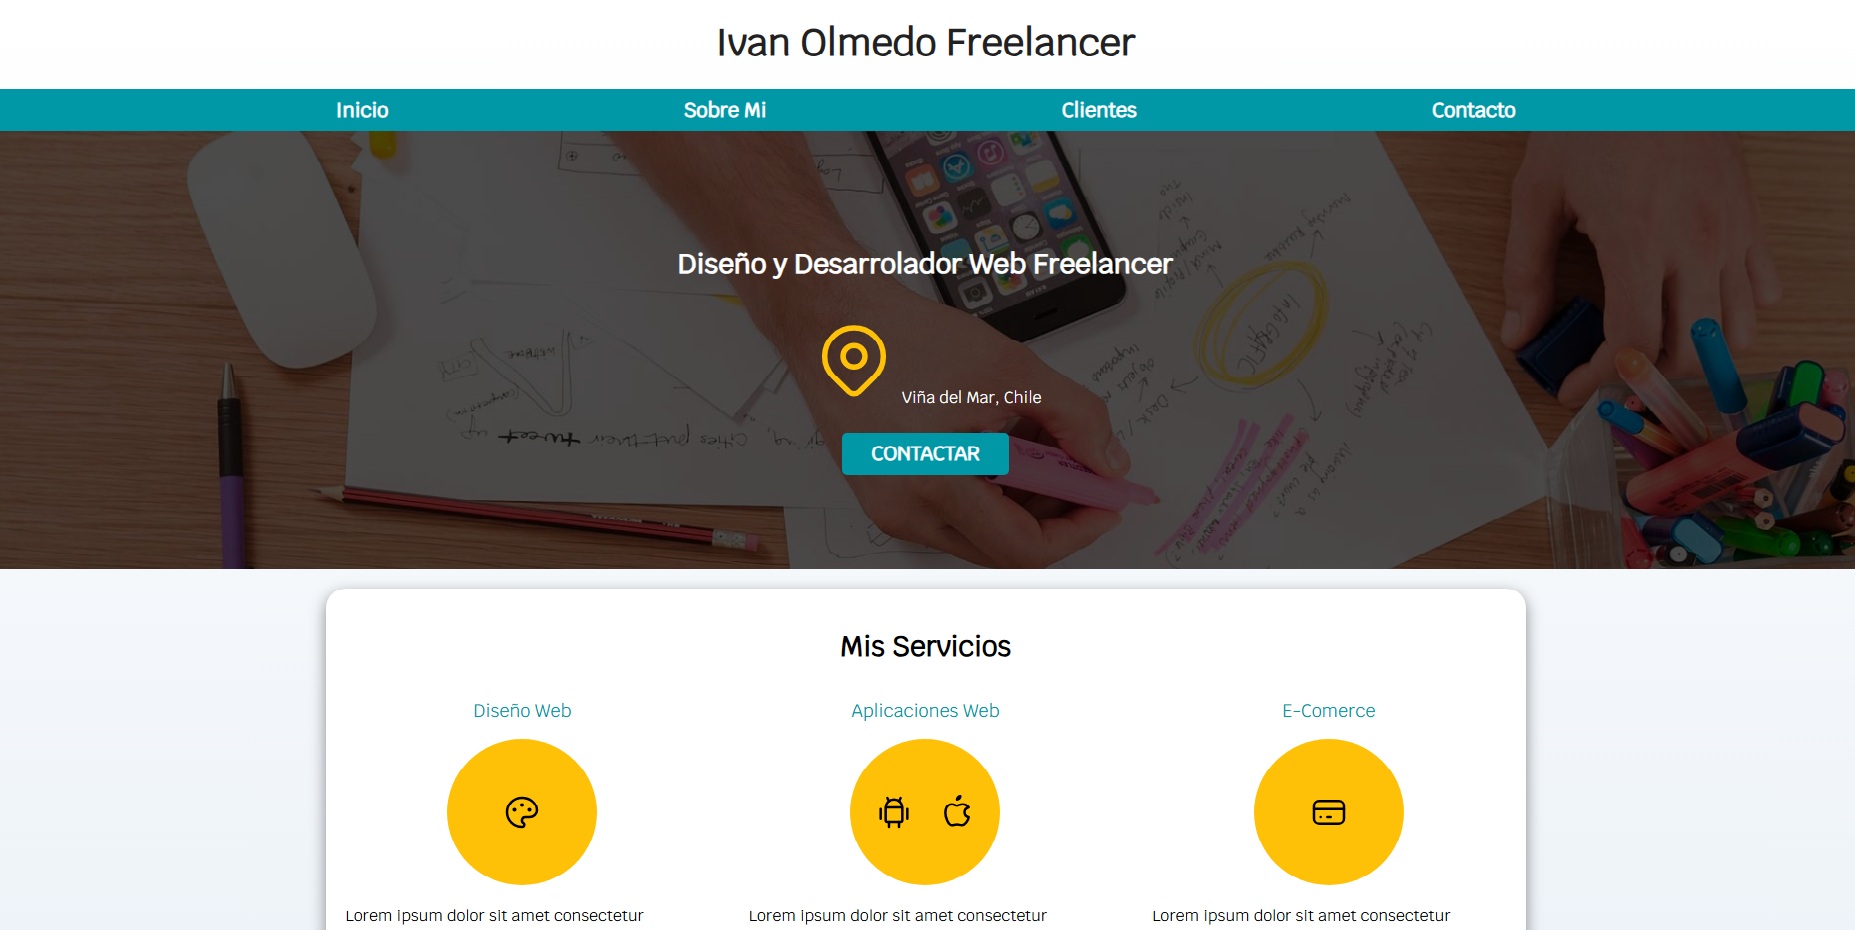 Ivan Olmedo Freelancer
Inicio Sobre Mi Clientes Contacto
Diseño y Desarrolador Web Freelancer
Viña del Mar, Chile
CONTACTAR
Mis Servicios
Diseño Web Aplicaciones Web E-Comerce
Lorem ipsum dolor sit amet consectetur Lorem ipsum dolor sit amet consectetur Lorem ipsum dolor sit amet consectetur